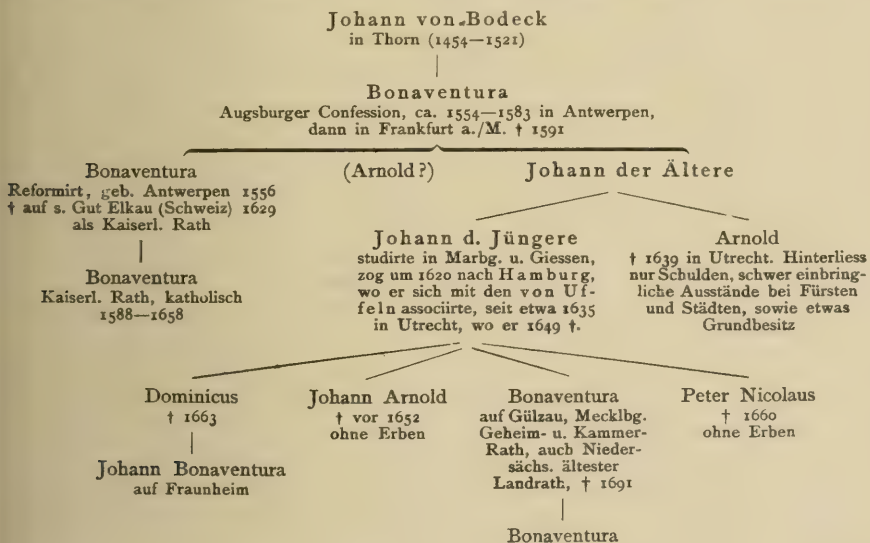 Johann von Bodeck
in Thorn (1454—1521)
Bonaventura
Augsburger Confession, ca. 1554—1583 in Antwerpen,
dann in Frankfurt a./M. † 1591
Bonaventura
Reformirt, geb. Antwerpen 1556
† auf s. Gut Elkau (Schweiz) 1629
als Kaiserl. Rath
(Arnold?)
Johann der Ältere
Bonaventura
Kaiserl. Rath, katholisch
1588—1658
Johann d. Jüngere
studirte in Marbg. u. Giessen,
zog um 1620 nach Hamburg,
wo er sich mit den von Uf-
feln associirte, seit etwa 1635
in Utrecht, wo er 1649 †.
Arnold
† 1639 in Utrecht. Hinterliess
nur Schulden, schwer einbring-
liche Ausstände bei Fürsten
und Städten, sowie etwas
Grundbesitz
Dominicus
† 1663
Johann Arnold
† vor 1652
ohne Erben
Bonaventura
auf Gülzau, Mecklbg.
Geheim- u. Kammer-
Rath, auch Nieder-
sächs. ältester
Landrath, † 1691
Peter Nicolaus
† 1660
ohne Erben
Johann Bonaventura
auf Fraunheim
Bonaventura